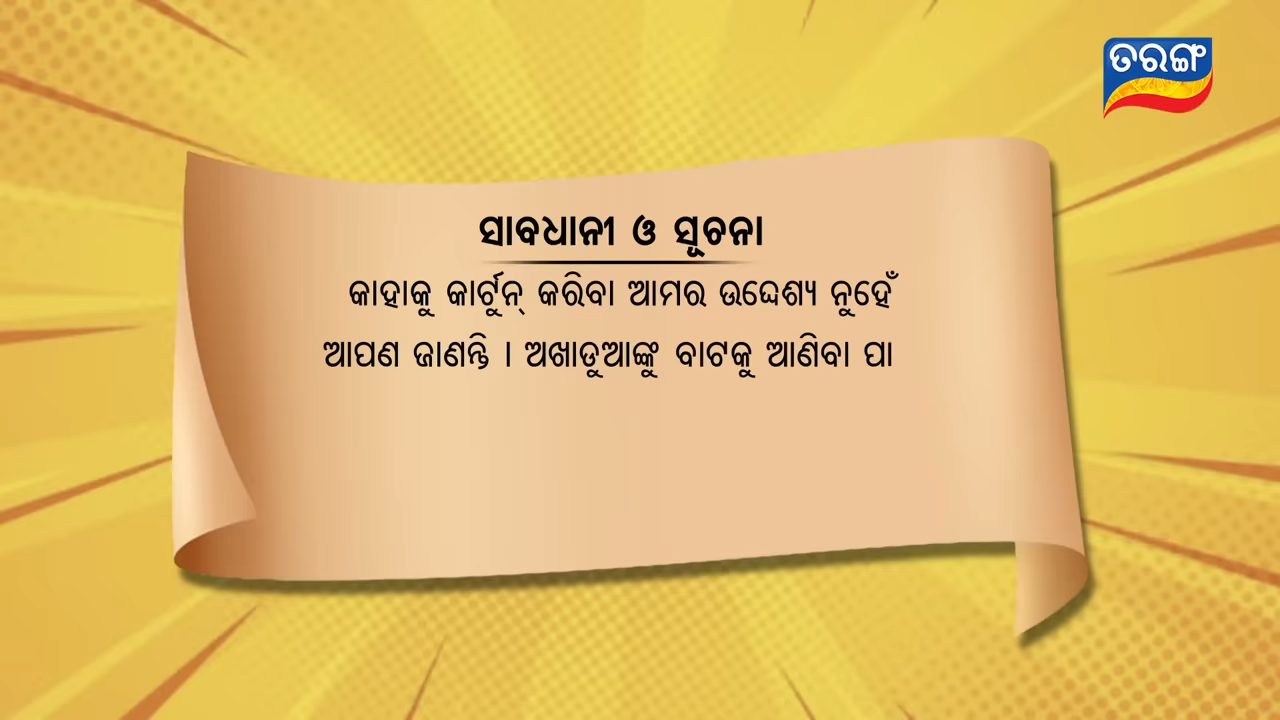 ତରଙ୍ଗ
ସାବଧାନୀ ଓ ସୂଚନା
କାହାକୁ କାର୍ଟୁନ୍ କରିବା ଆମର ଉଦ୍ଦେଶ୍ୟ ନୁହେଁ
ଆପଣ ଜାଣନ୍ତି । ଅଖାଡୁଆଙ୍କୁ ବାଟକୁ ଆଣିବା ପା